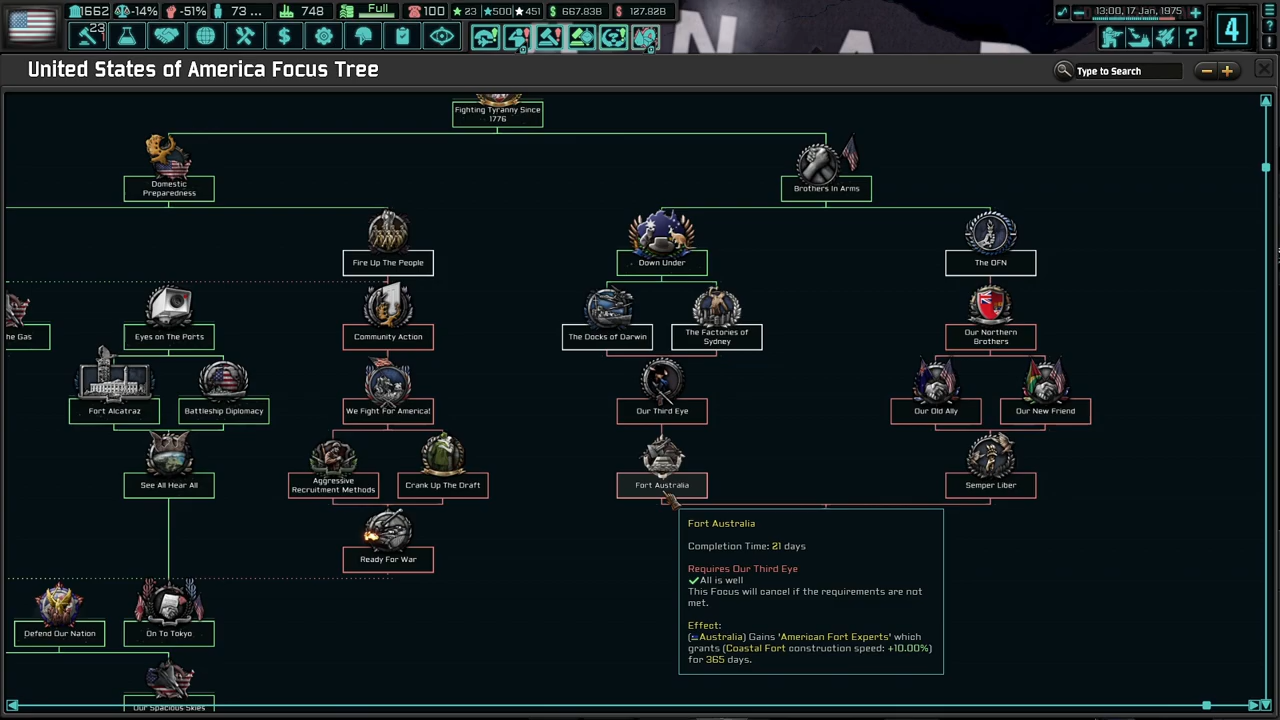 1662 -14% -51% 73 ... 748 Full 100 23 500 451 667.83B 127.82B 13:00, 17 Jan, 1975
23
4
United States of America Focus Tree
Type to Search
Fighting Tyranny Since
1776
Domestic
Preparedness
Brothers In Arms
Fire Up The People
Down Under
The OFN
he Gas
Eyes on The Ports
Community Action
The Docks of Darwin
The Factories of
Sydney
Our Northern
Brothers
Fort Alcatraz
Battleship Diplomacy
We Fight For America!
Our Third Eye
Our Old Ally
Our New Friend
See All Hear All
Aggressive
Recruitment Methods
Crank Up The Draft
Fort Australia
Semper Liber
Fort Australia
Completion Time: 21 days
Requires Our Third Eye
All is well
This Focus will cancel if the requirements are not
met.
Effect:
(Australia) Gains 'American Fort Experts' which
grants (Coastal Fort construction speed: +10.00%)
for 365 days.
Ready For War
Defend Our Nation
On To Tokyo
Our Spacious Skies